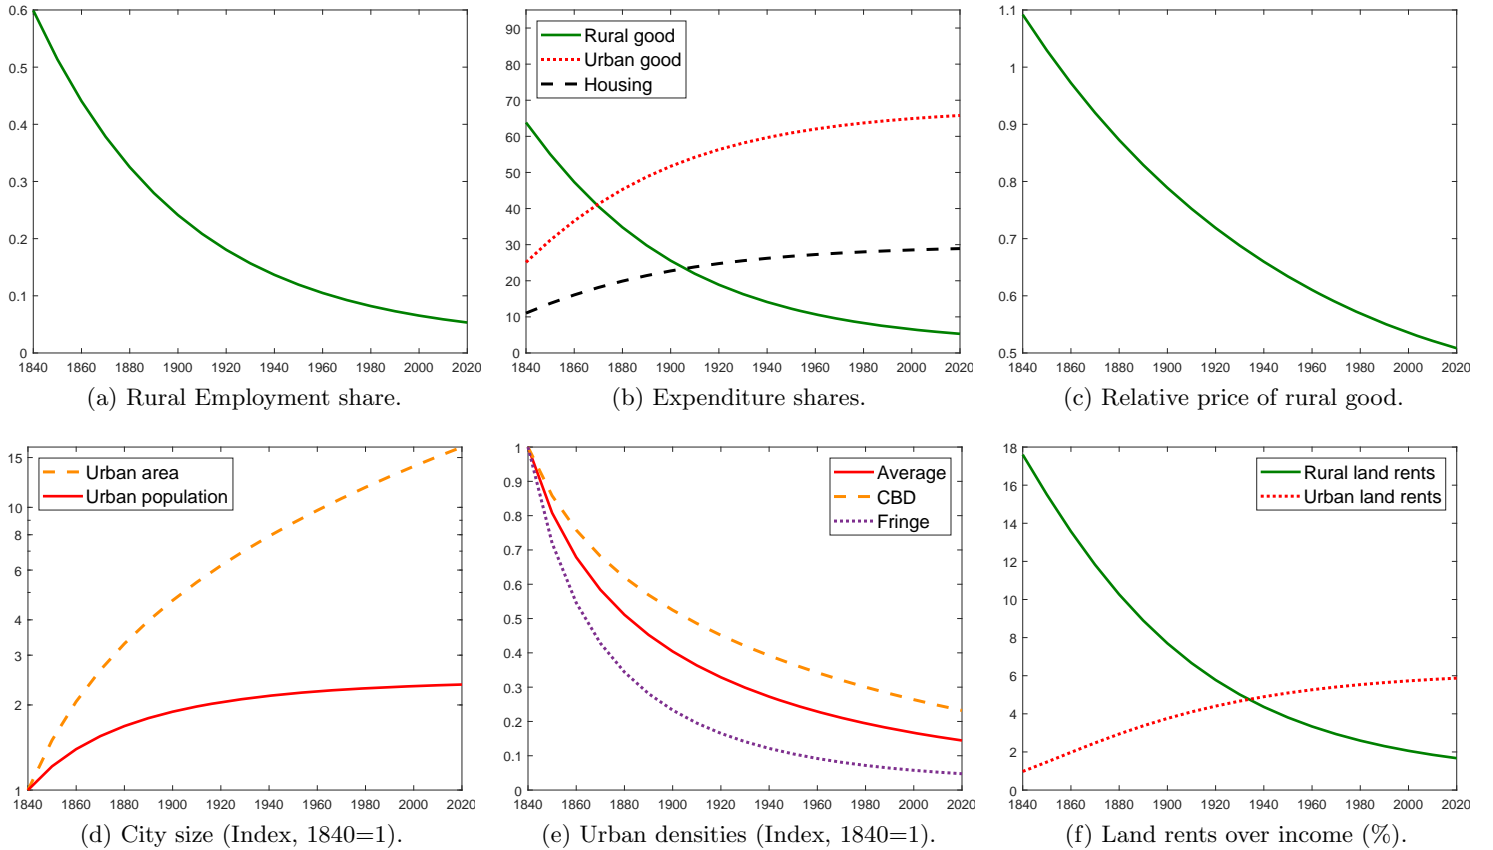 0.6
0.5
0.4
0.3
0.2
0.1
0
1840 1860 1880 1900 1920 1940 1960 1980 2000 2020
(a) Rural Employment share.
90
80
70
60
50
40
30
20
10
0
Rural good
Urban good
Housing
1840 1860 1880 1900 1920 1940 1960 1980 2000 2020
(b) Expenditure shares.
1.1
1
0.9
0.8
0.7
0.6
0.5
1840 1860 1880 1900 1920 1940 1960 1980 2000 2020
(c) Relative price of rural good.
15
10
8
6
4
3
2
1
Urban area
Urban population
1840 1860 1880 1900 1920 1940 1960 1980 2000 2020
(d) City size (Index, 1840=1).
1
0.9
0.8
0.7
0.6
0.5
0.4
0.3
0.2
0.1
0
Average
CBD
Fringe
1840 1860 1880 1900 1920 1940 1960 1980 2000 2020
(e) Urban densities (Index, 1840=1).
18
16
14
12
10
8
6
4
2
0
Rural land rents
Urban land rents
1840 1860 1880 1900 1920 1940 1960 1980 2000 2020
(f) Land rents over income (%).